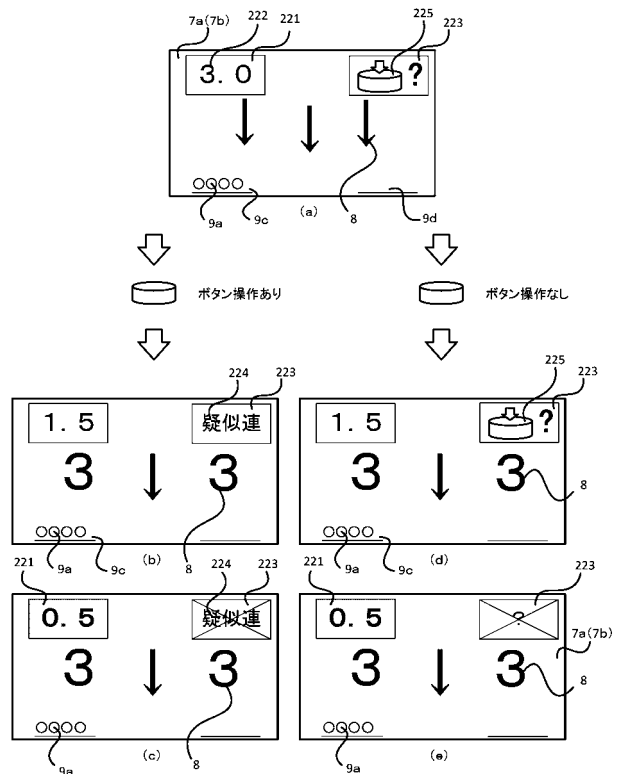 7a(7b) 222 221 225 223
3.0 ?
9a 9c (a) 8 9d
ボタン操作あり ボタン操作なし
224 223 225 223
1.5 疑似連 1.5 ?
3 3 3 3 8
9a 9c (b) 8 9a 9c (d)
221 224 223 221 223
0.5 疑似連 0.5 ?
7a(7b)
3 3 3 3 8
9a (c) 8 9a (e)